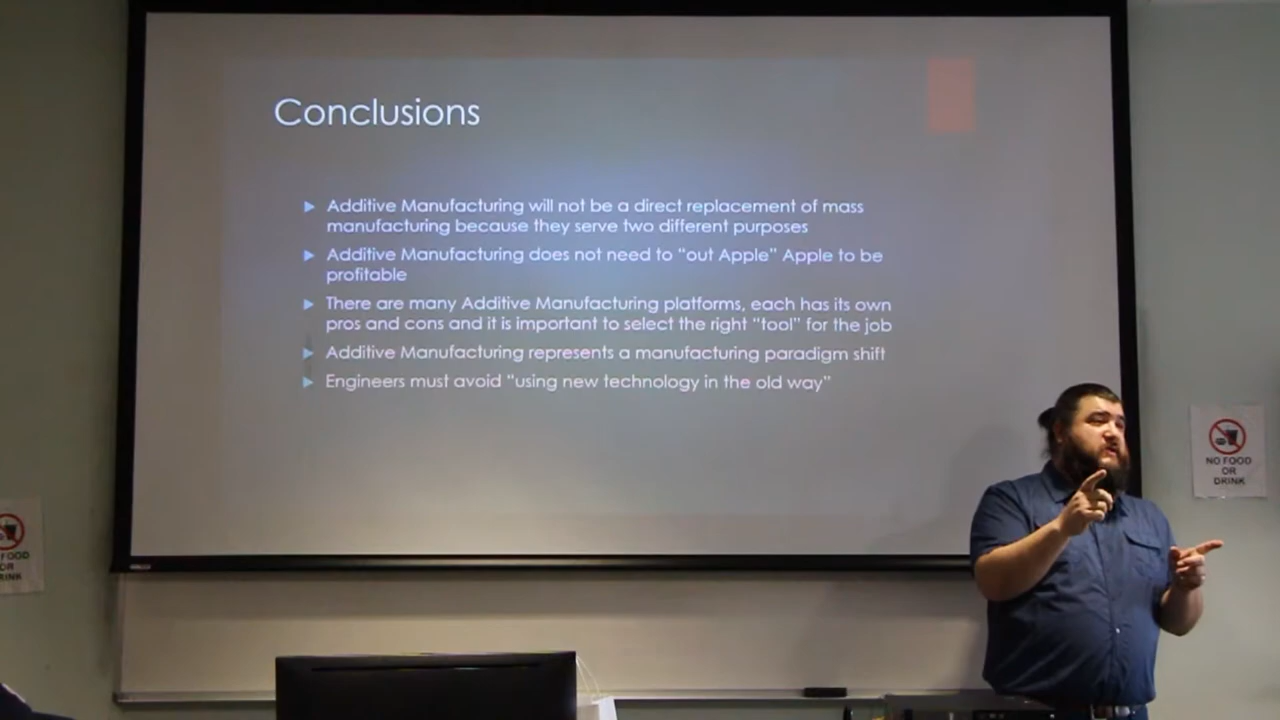 Conclusions
Additive Manufacturing will not be a direct replacement of mass
manufacturing because they serve two different purposes
Additive Manufacturing does not need to “out Apple” Apple to be
profitable
There are many Additive Manufacturing platforms, each has its own
pros and cons and it is important to select the right “tool” for the job
Additive Manufacturing represents a manufacturing paradigm shift
Engineers must avoid “using new technology in the old way”
NO FOOD
OR
DRINK
FOOD
OR
RINK